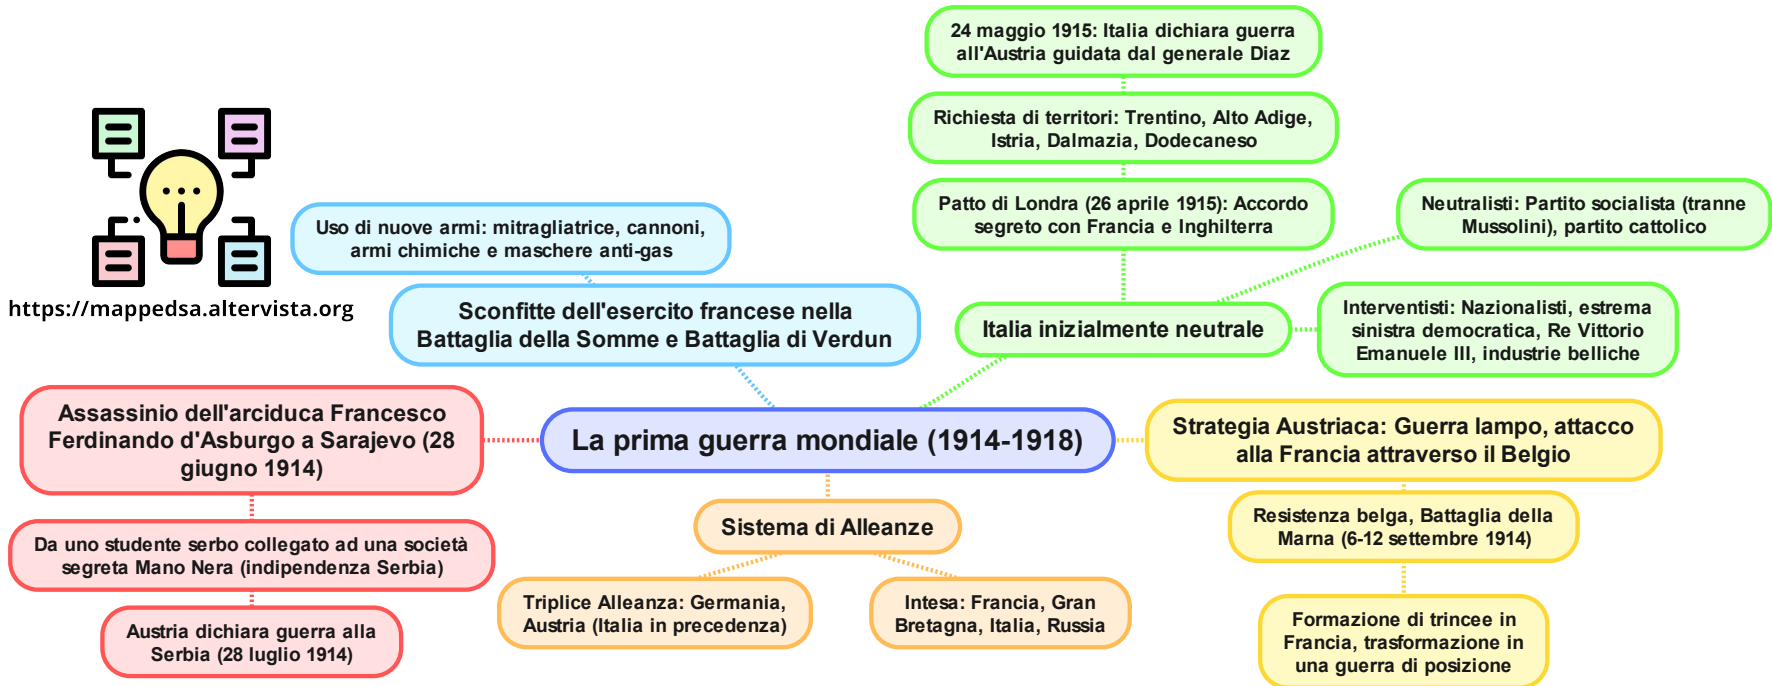 24 maggio 1915: Italia dichiara guerra
all'Austria guidata dal generale Diaz
Richiesta di territori: Trentino, Alto Adige,
Istria, Dalmazia, Dodecaneso
Patto di Londra (26 aprile 1915): Accordo
segreto con Francia e Inghilterra
Neutralisti: Partito socialista (tranne
Mussolini), partito cattolico
Uso di nuove armi: mitragliatrice, cannoni,
armi chimiche e maschere anti-gas
https://mappedsa.altervista.org
Sconfitte dell'esercito francese nella
Battaglia della Somme e Battaglia di Verdun
Italia inizialmente neutrale
Interventisti: Nazionalisti, estrema
sinistra democratica, Re Vittorio
Emanuele III, industrie belliche
Assassinio dell'arciduca Francesco
Ferdinando d'Asburgo a Sarajevo (28
giugno 1914)
La prima guerra mondiale (1914-1918)
Strategia Austriaca: Guerra lampo, attacco
alla Francia attraverso il Belgio
Da uno studente serbo collegato ad una società
segreta Mano Nera (indipendenza Serbia)
Sistema di Alleanze
Resistenza belga, Battaglia della
Marna (6-12 settembre 1914)
Austria dichiara guerra alla
Serbia (28 luglio 1914)
Triplice Alleanza: Germania,
Austria (Italia in precedenza)
Intesa: Francia, Gran
Bretagna, Italia, Russia
Formazione di trincee in
Francia, trasformazione in
una guerra di posizione